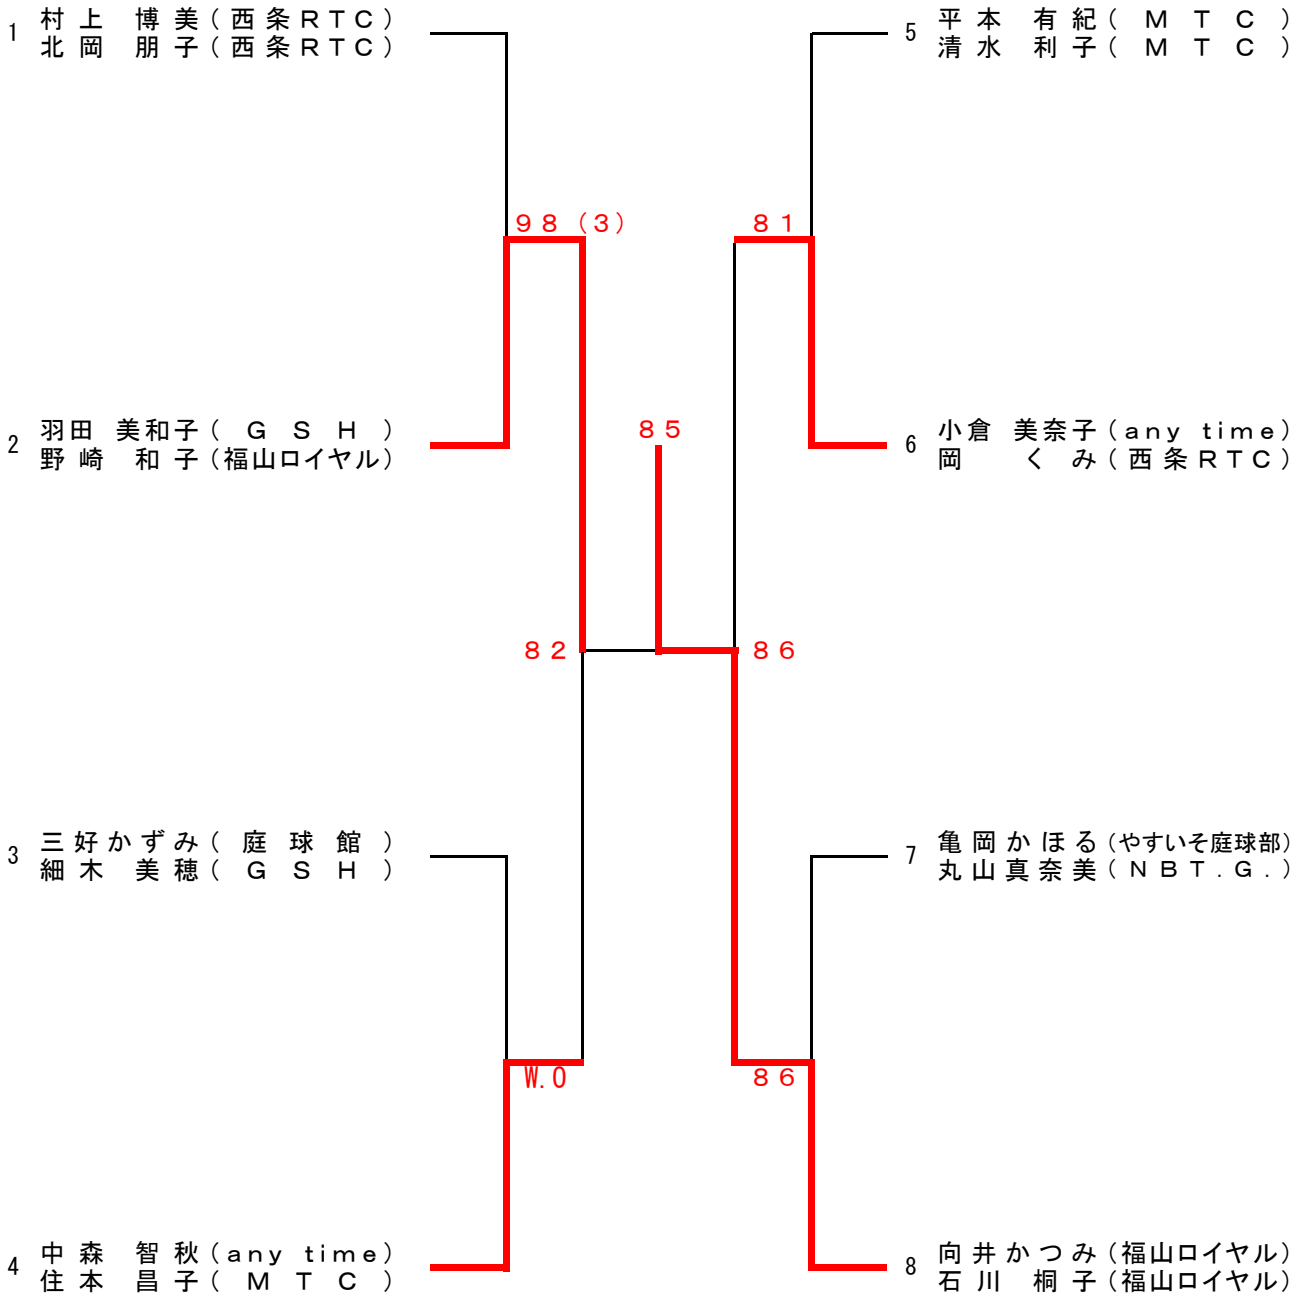 1 村上 博美(西条RTC)
北岡 朋子(西条RTC)
2 羽田 美和子(GSH)
野崎 和子(福山ロイヤル)
3 三好かずみ(庭球館)
細木 美穂(GSH)
4 中森 智秋(any time)
住本 昌子(MTC)
98(3)
82
W.O
85
81
86
86
5 平本 有紀(MTC)
清水 利子(MTC)
6 小倉 美奈子(any time)
岡 くみ(西条RTC)
7 亀岡かほる(やすいそ庭球部)
丸山真奈美(NBT.G.)
8 向井かつみ(福山ロイヤル)
石川 桐子(福山ロイヤル)